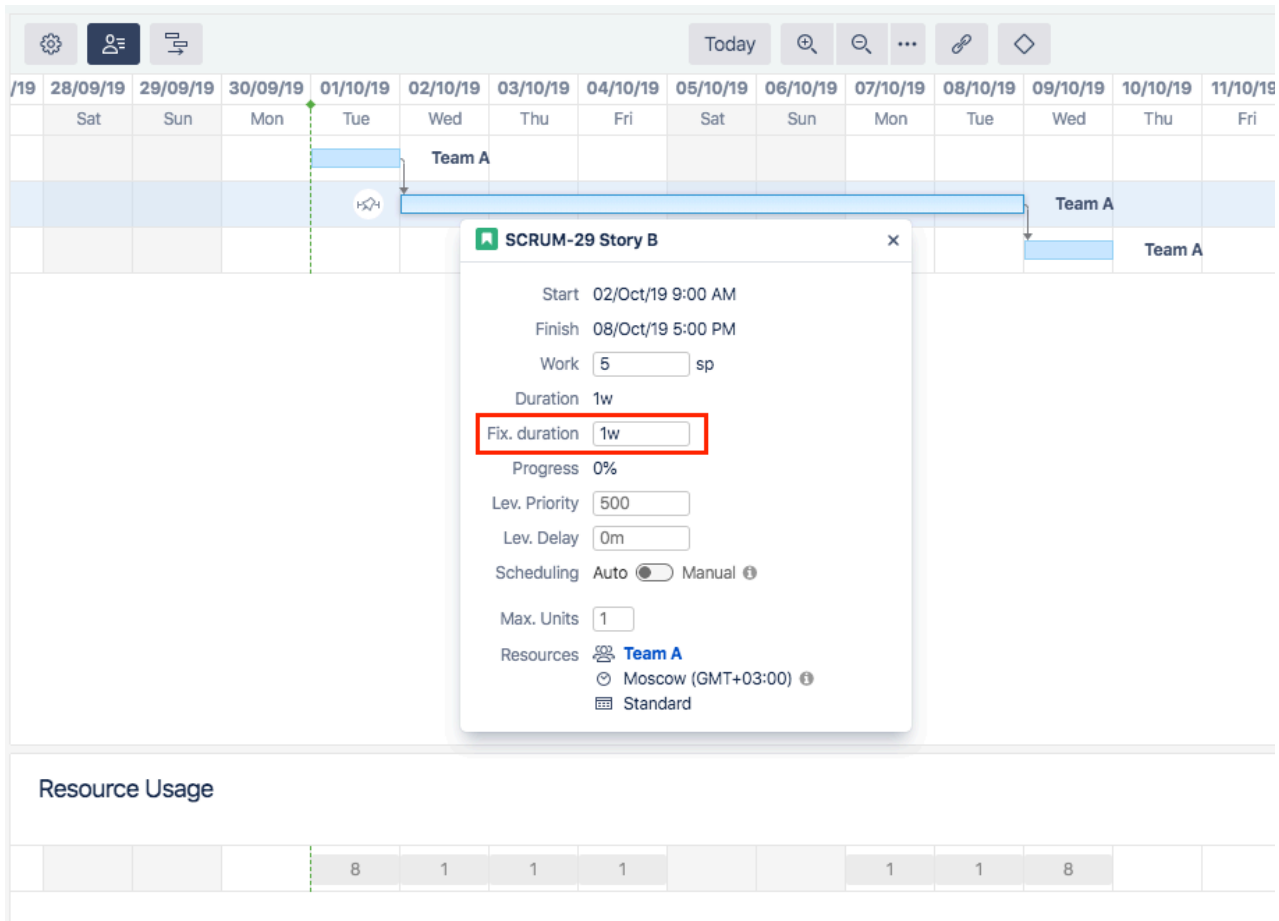 Today
/19 28/09/19 29/09/19 30/09/19 01/10/19 02/10/19 03/10/19 04/10/19 05/10/19 06/10/19 07/10/19 08/10/19 09/10/19 10/10/19 11/10/19
Sat Sun Mon Tue Wed Thu Fri Sat Sun Mon Tue Wed Thu Fri
Team A
Team A
SCRUM-29 Story B
Team A
Start 02/Oct/19 9:00 AM
Finish 08/Oct/19 5:00 PM
Work 5 sp
Duration 1w
Fix. duration 1w
Progress 0%
Lev. Priority 500
Lev. Delay 0m
Scheduling Auto Manual
Max. Units 1
Resources Team A
Moscow (GMT+03:00)
Standard
Resource Usage
8 1 1 1 1 1 8